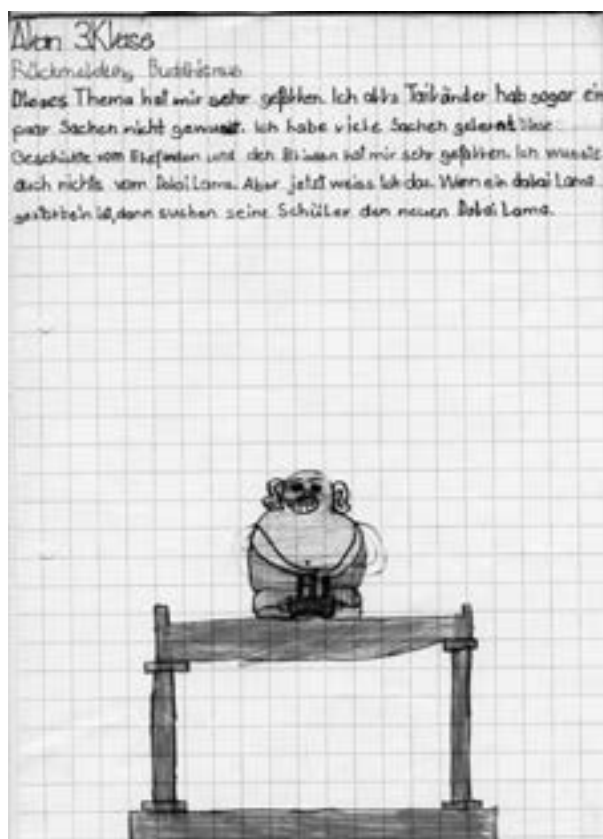 Alan 3Klasse
Rückmeldung Buddhismus
Dieses Thema hat mir sehr gefallen. Ich alls Tailänder hab sogar ein
paar Sachen nicht gewusst. Ich habe viele Sachen gelernt. Diese
Geschichte vom Elefanten und den Blinden hat mir sehr gefallen. Ich wusste
auch nichts vom Dalai Lama. Aber jetzt weiss ich das. Wenn ein dalai Lama
gestorben ist, dann suchen seine Schüler den neuen Dalai Lama.